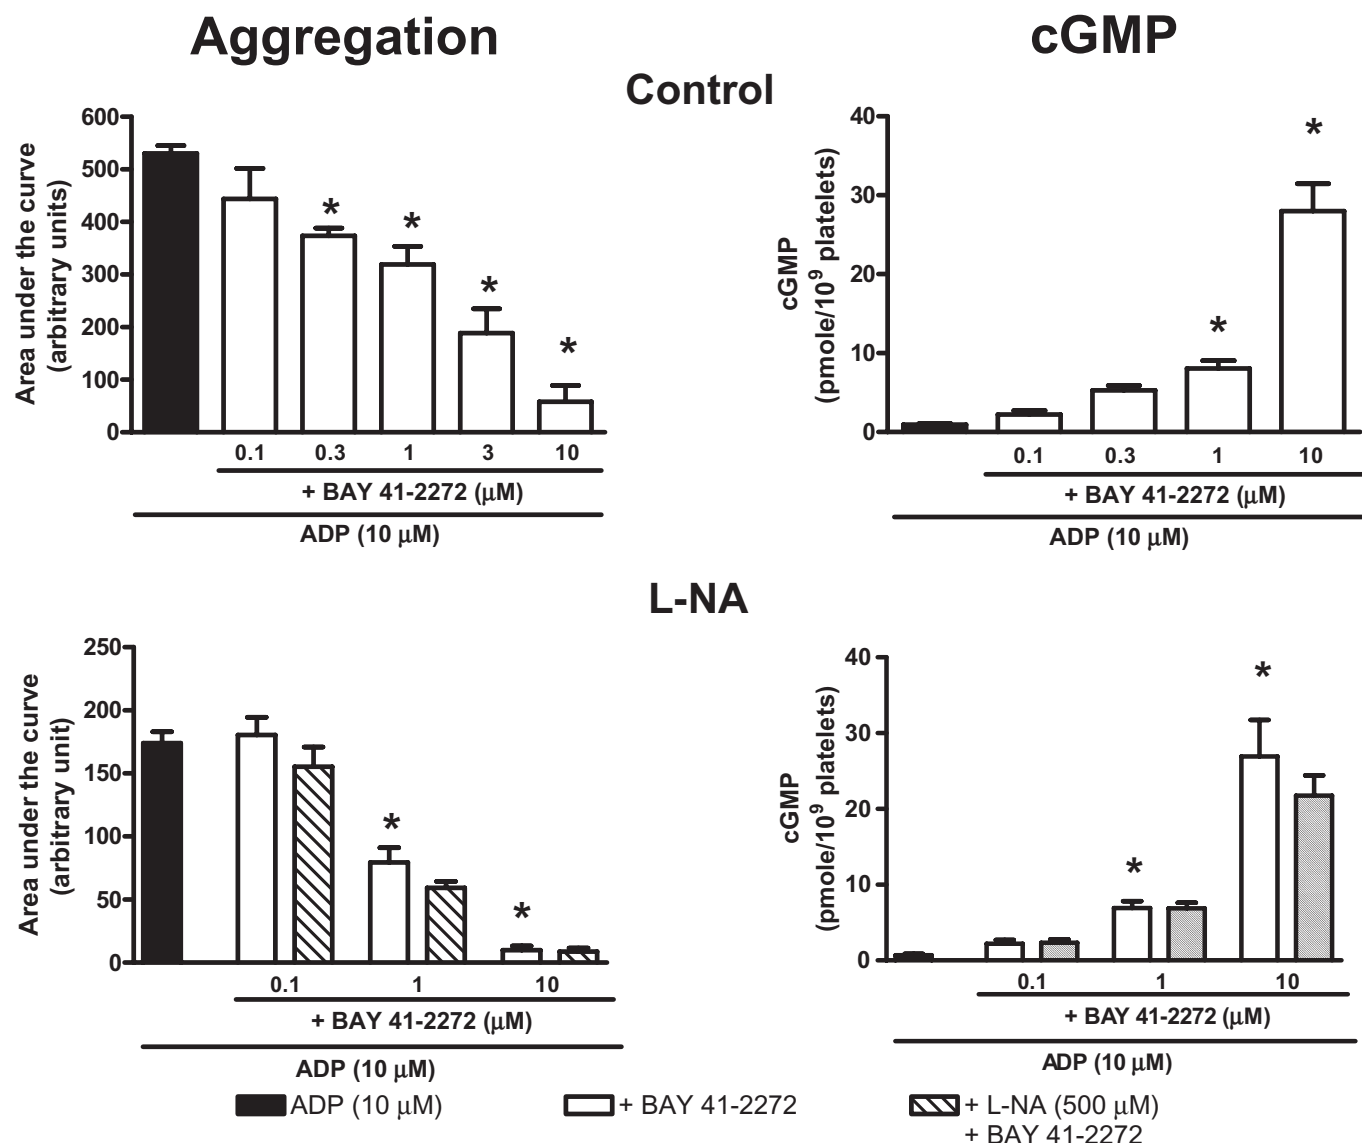 Aggregation
cGMP
Control
600
500
400
300
200
100
0
Area under the curve
(arbitrary units)
*
*
*
*
0.1 0.3 1 3 10
+ BAY 41-2272 (μM)
ADP (10 μM)
40
30
20
10
0
cGMP
(pmole/10⁹ platelets)
*
*
0.1 0.3 1 10
+ BAY 41-2272 (μM)
ADP (10 μM)
L-NA
250
200
150
100
50
0
Area under the curve
(arbitrary unit)
*
*
0.1 1 10
+ BAY 41-2272 (μM)
ADP (10 μM)
40
30
20
10
0
cGMP
(pmole/10⁹ platelets)
*
*
0.1 1 10
+ BAY 41-2272 (μM)
ADP (10 μM)
ADP (10 μM)
+ BAY 41-2272
+ L-NA (500 μM)
+ BAY 41-2272